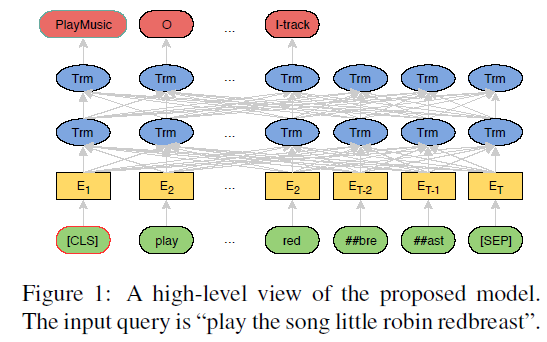 PlayMusic O ... I-track
Trm Trm ... Trm Trm Trm Trm
Trm Trm ... Trm Trm Trm Trm
E1 E2 ... E2 ET-2 ET-1 ET
[CLS] play ... red ##bre ##ast [SEP]
Figure 1: A high-level view of the proposed model.
The input query is “play the song little robin redbreast”.